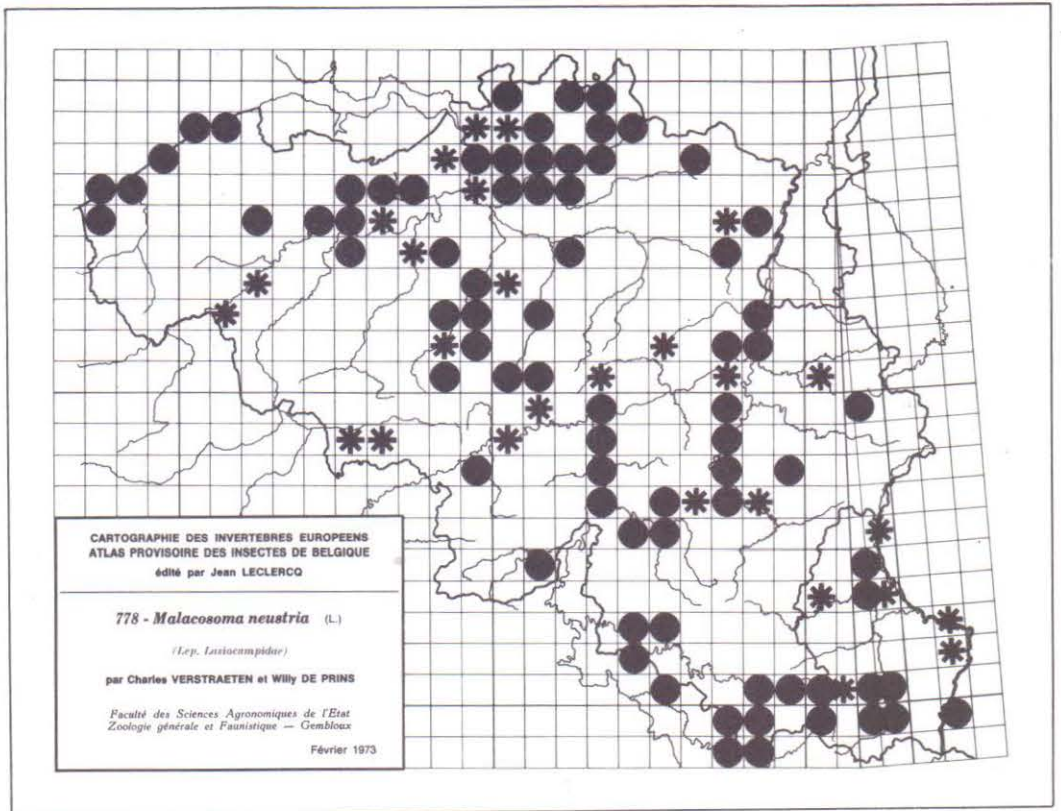 CARTOGRAPHIE DES INVERTEBRES EUROPEENS
ATLAS PROVISOIRE DES INSECTES DE BELGIQUE
édité par Jean LECLERCQ
778 - Malacosoma neustria (L.)
(Lep. Lasiocampidae)
par Charles VERSTRAETEN et Willy DE PRINS
Faculté des Sciences Agronomiques de l'Etat
Zoologie générale et Faunistique — Gembloux
Février 1973